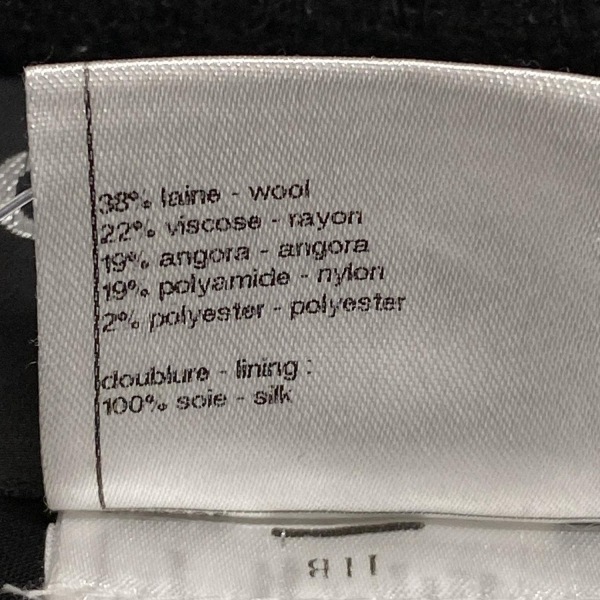 38% laine - wool
22% viscose - rayon
19% angora - angora
19% polyamide - nylon
2% polyester - polyester
doublure - lining :
100% soie - silk